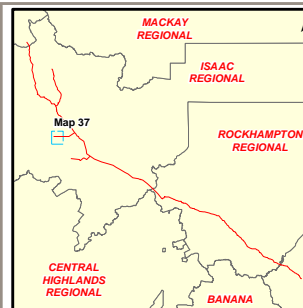 MACKAY
REGIONAL
ISAAC
REGIONAL
Map 37
ROCKHAMPTON
REGIONAL
CENTRAL
HIGHLANDS
REGIONAL
BANANA